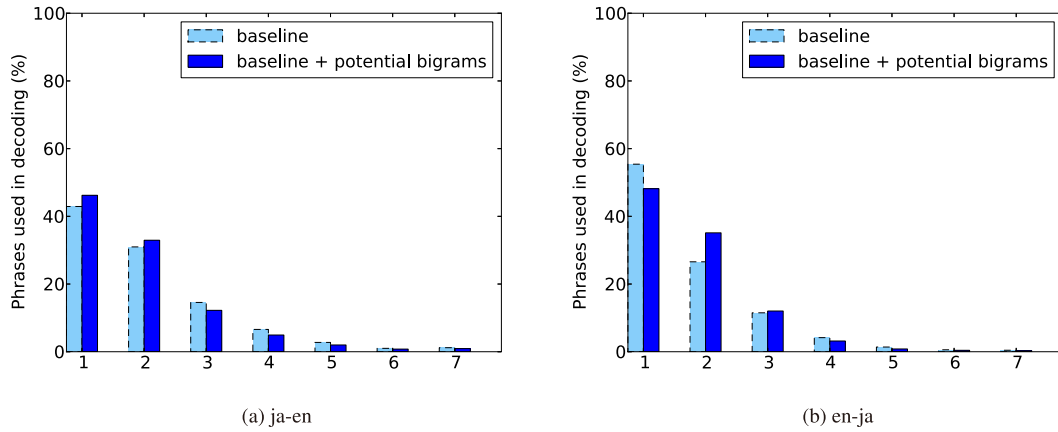 100
80
60
40
20
0
Phrases used in decoding (%)
baseline
baseline + potential bigrams
1 2 3 4 5 6 7
(a) ja-en
100
80
60
40
20
0
Phrases used in decoding (%)
baseline
baseline + potential bigrams
1 2 3 4 5 6 7
(b) en-ja